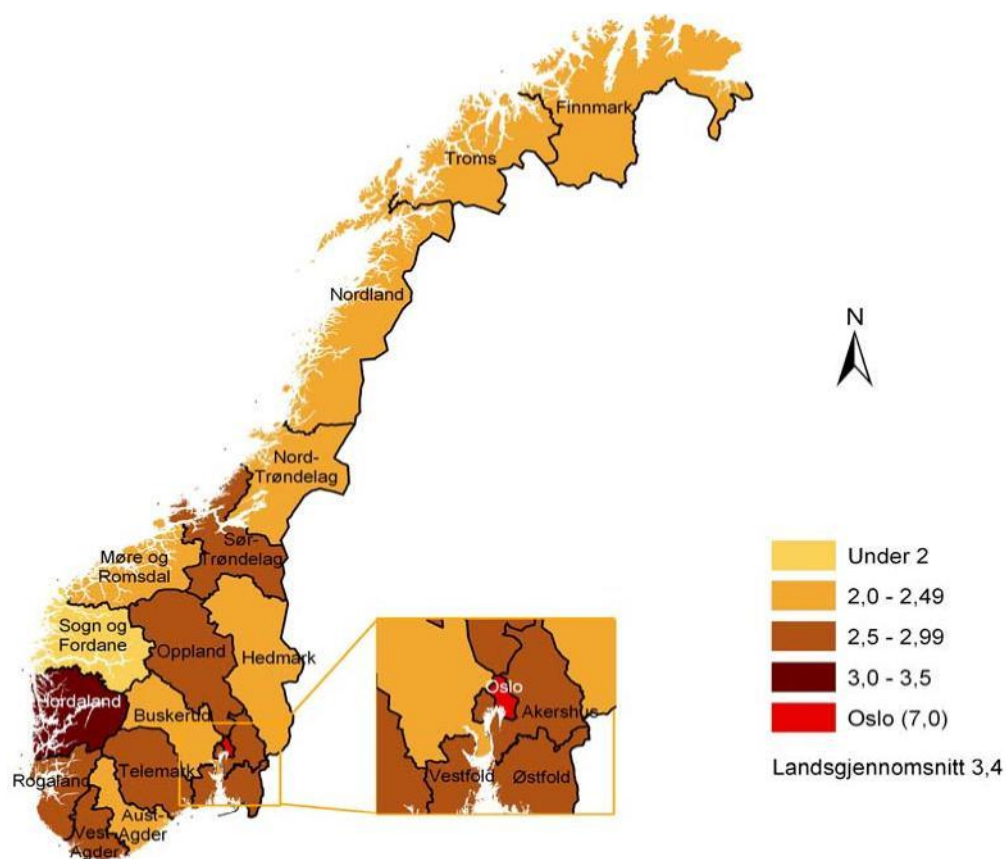 Finnmark
Troms
Nordland
N
Nord-
Trøndelag
Sør-
Trøndelag
Møre og
Romsdal
Sogn og
Fordane
Oppland
Hedmark
Hordaland
Buskerud
Rogaland
Telemark
Aust-
Agder
Vest-
Agder
Oslo
Akershus
Vestfold
Østfold
Under 2
2,0 - 2,49
2,5 - 2,99
3,0 - 3,5
Oslo (7,0)
Landsgjennomsnitt 3,4